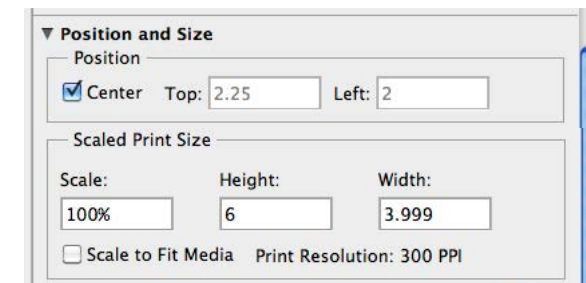 Position and Size
Position
Center Top: 2.25 Left: 2
Scaled Print Size
Scale: Height: Width:
100% 6 3.999
Scale to Fit Media Print Resolution: 300 PPI